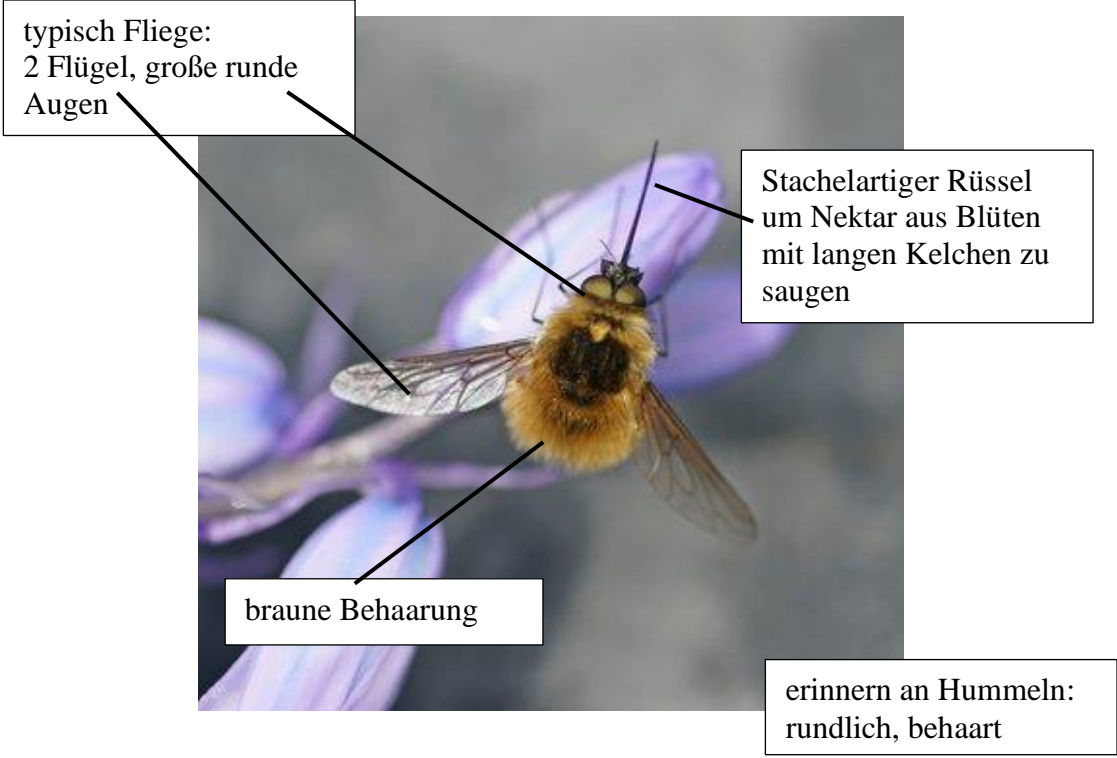 typisch Fliege:
2 Flügel, große runde
Augen
Stachelartiger Rüssel
um Nektar aus Blüten
mit langen Kelchen zu
saugen
braune Behaarung
erinnern an Hummeln:
rundlich, behaart